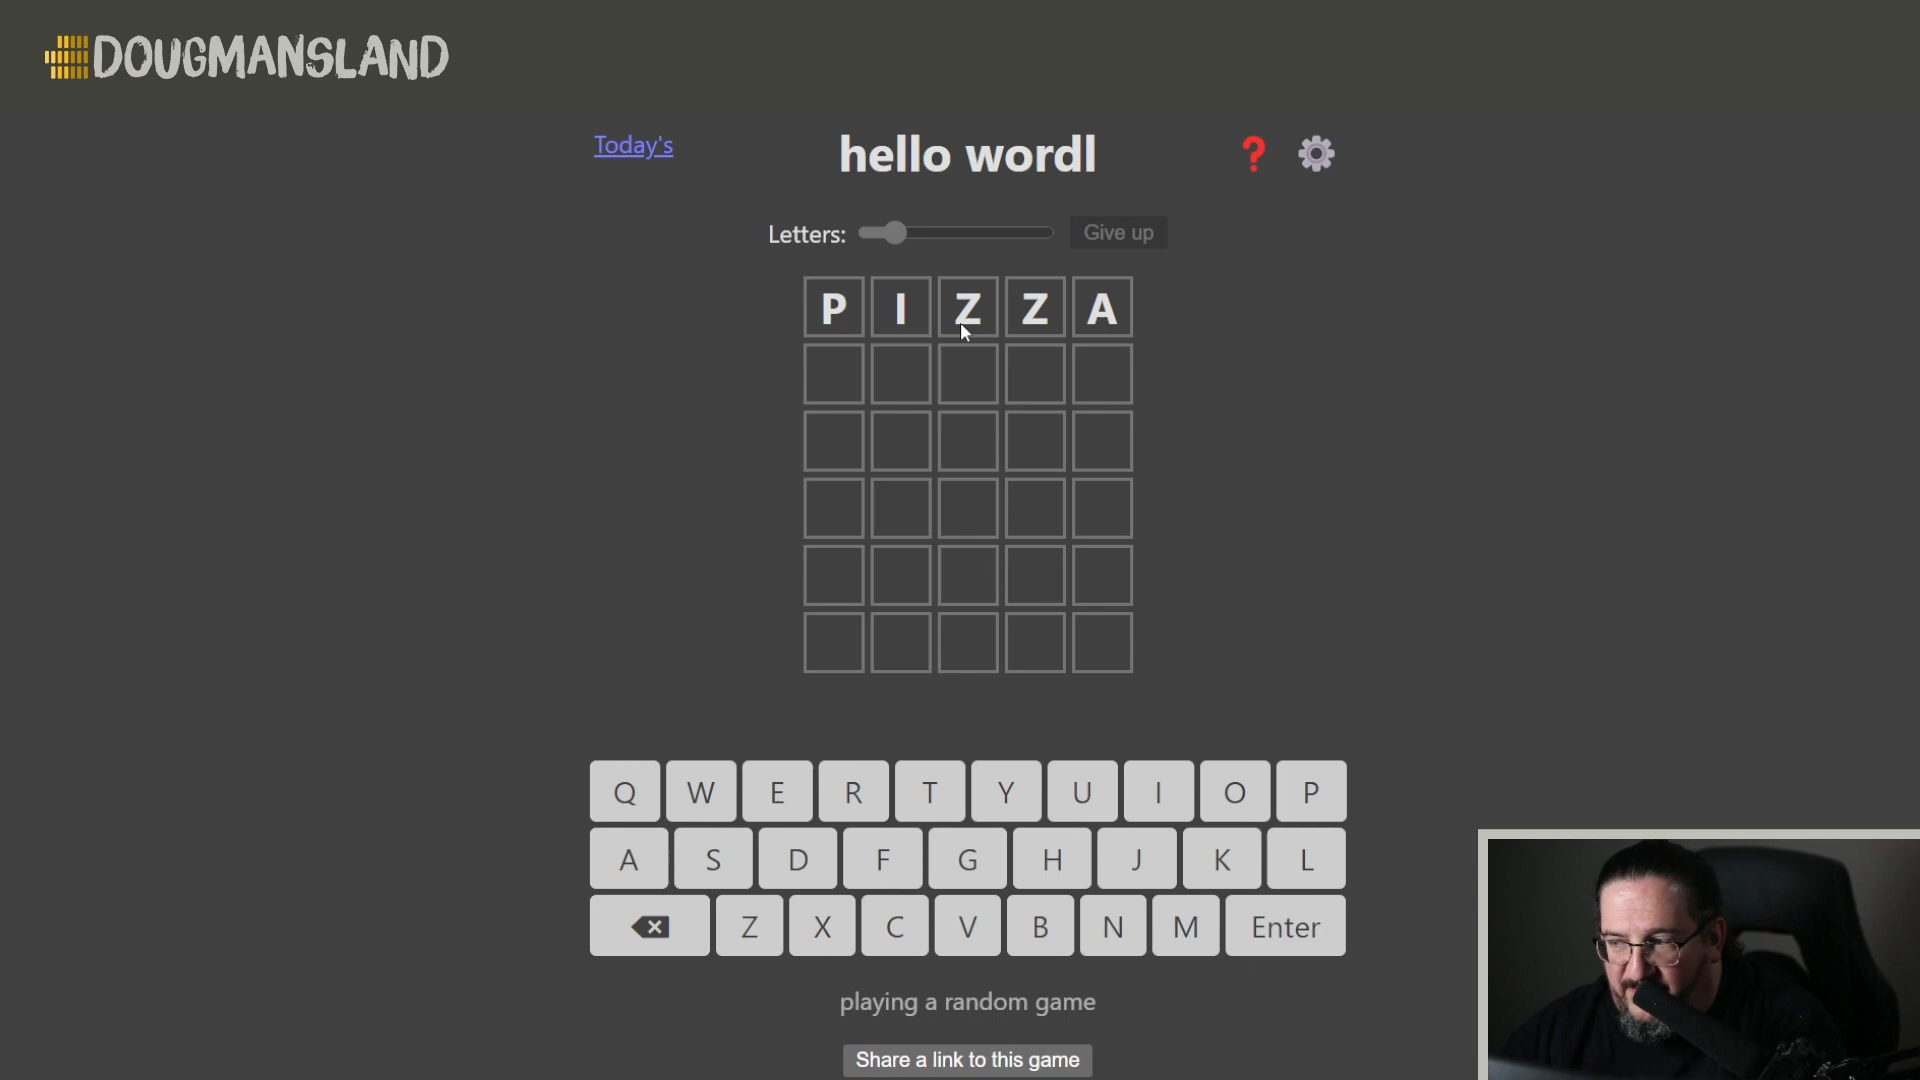 DOUGMANSLAND
Today's
hello wordl
❓
Letters:
Give up
P I Z Z A
Q W E R T Y U I O P
A S D F G H J K L
Z X C V B N M Enter
playing a random game
Share a link to this game